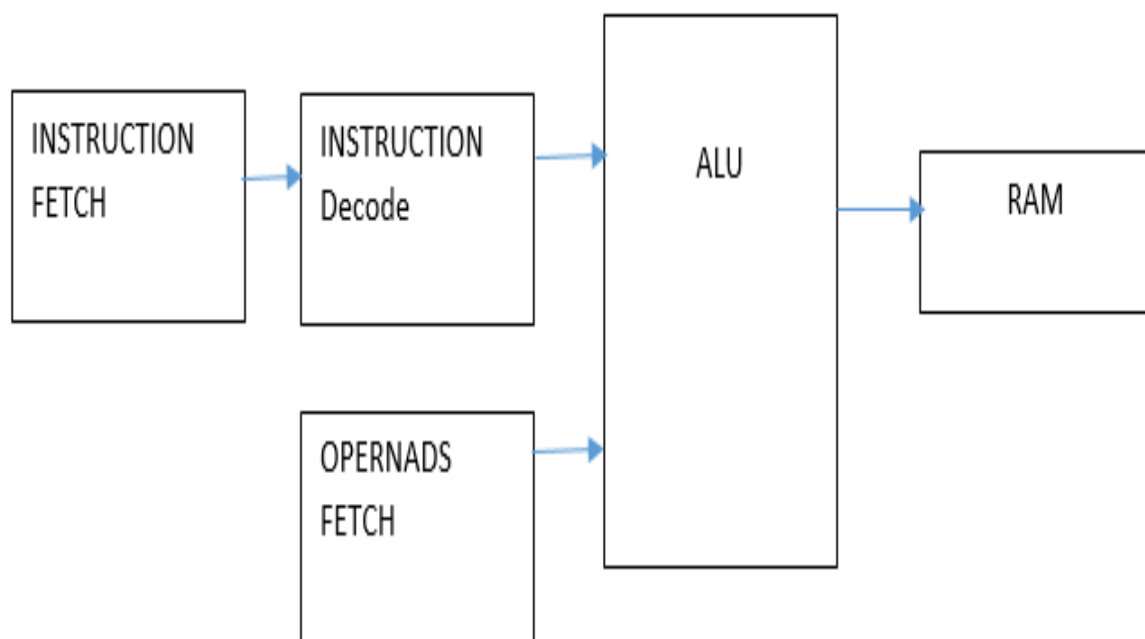 INSTRUCTION
FETCH
INSTRUCTION
Decode
ALU
RAM
OPERNADS
FETCH